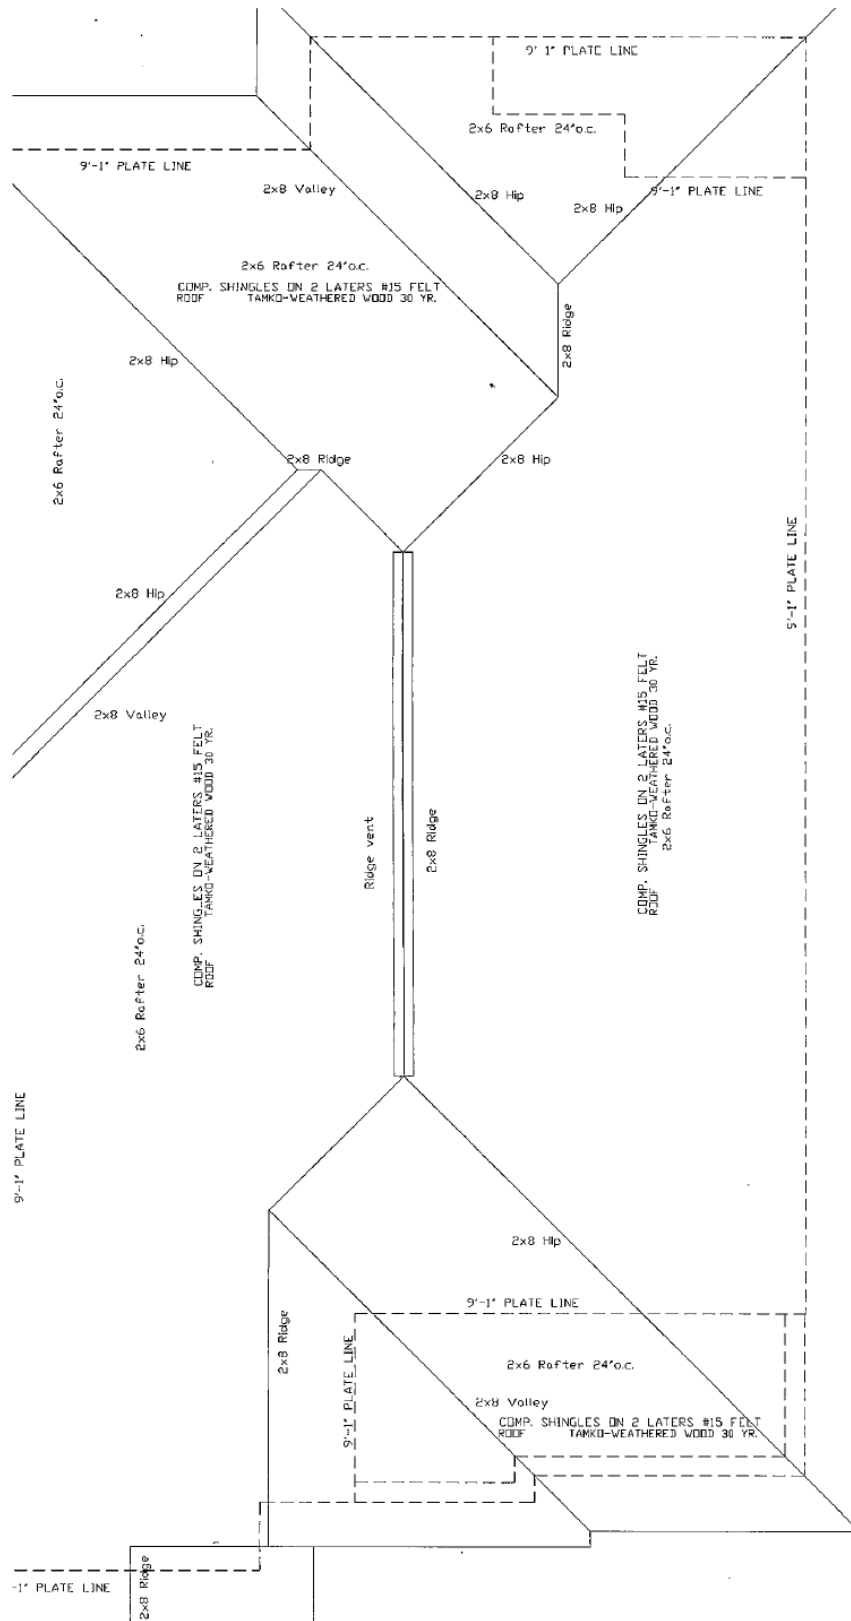 9'-1" PLATE LINE
2x6 Rafter 24"o.c.
9'-1" PLATE LINE
2x8 Valley
2x8 Hip
9'-1" PLATE LINE
2x8 Hip
2x6 Rafter 24"o.c.
COMP. SHINGLES ON 2 LATERS #15 FELT
ROOF TAMKO-WEATHERED WOOD 30 YR.
2x8 Ridge
2x8 Hip
2x6 Rafter 24"o.c.
2x8 Ridge
2x8 Hip
9'-1" PLATE LINE
2x8 Hip
2x8 Valley
COMP. SHINGLES ON 2 LATERS #15 FELT
ROOF TAMKO-WEATHERED WOOD 30 YR.
COMP. SHINGLES ON 2 LATERS #15 FELT
ROOF TAMKO-WEATHERED WOOD 30 YR.
2x6 Rafter 24"o.c.
Ridge vent
2x8 Ridge
2x6 Rafter 24"o.c.
9'-1" PLATE LINE
2x8 Hip
9'-1" PLATE LINE
2x8 Ridge
9'-1" PLATE LINE
2x6 Rafter 24"o.c.
2x8 Valley
COMP. SHINGLES ON 2 LATERS #15 FELT
ROOF TAMKO-WEATHERED WOOD 30 YR.
-1" PLATE LINE
2x8 Ridge